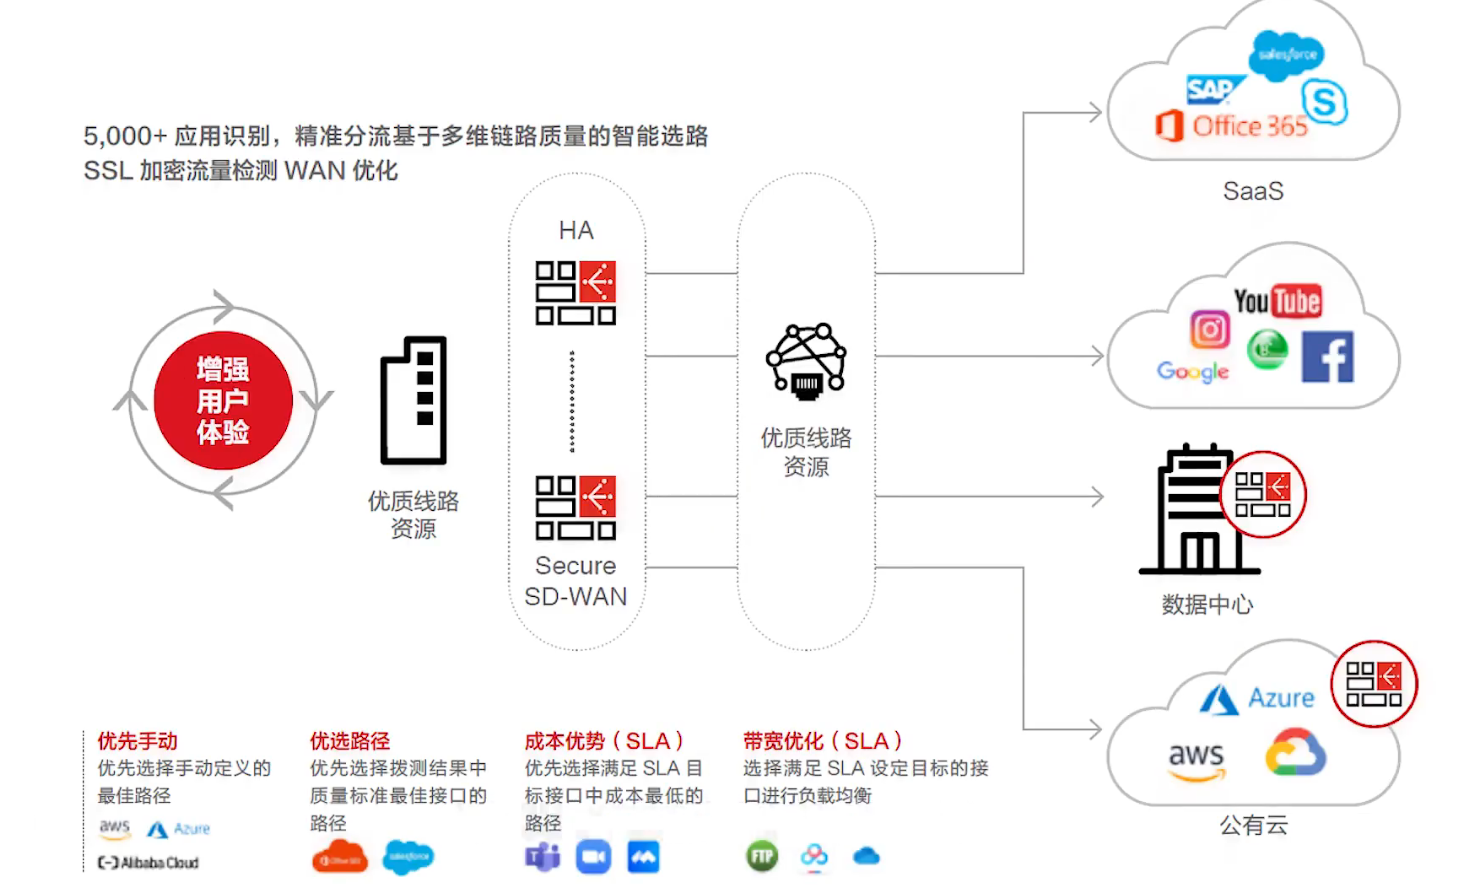 5,000+ 应用识别，精准分流基于多维链路质量的智能选路
SSL 加密流量检测 WAN 优化
增强
用户
体验
优质线路
资源
HA
Secure
SD-WAN
优质线路
资源
salesforce
SAP
S
Office 365
SaaS
YouTube
Google
f
数据中心
Azure
aws
公有云
优先手动
优先选择手动定义的
最佳路径
aws Azure
Alibaba Cloud
优选路径
优先选择拨测结果中
质量标准最佳接口的
路径
Office 365 salesforce
成本优势（SLA）
优先选择满足 SLA 目
标接口中成本最低的
路径
T
带宽优化（SLA）
选择满足 SLA 设定目标的接
口进行负载均衡
FTP